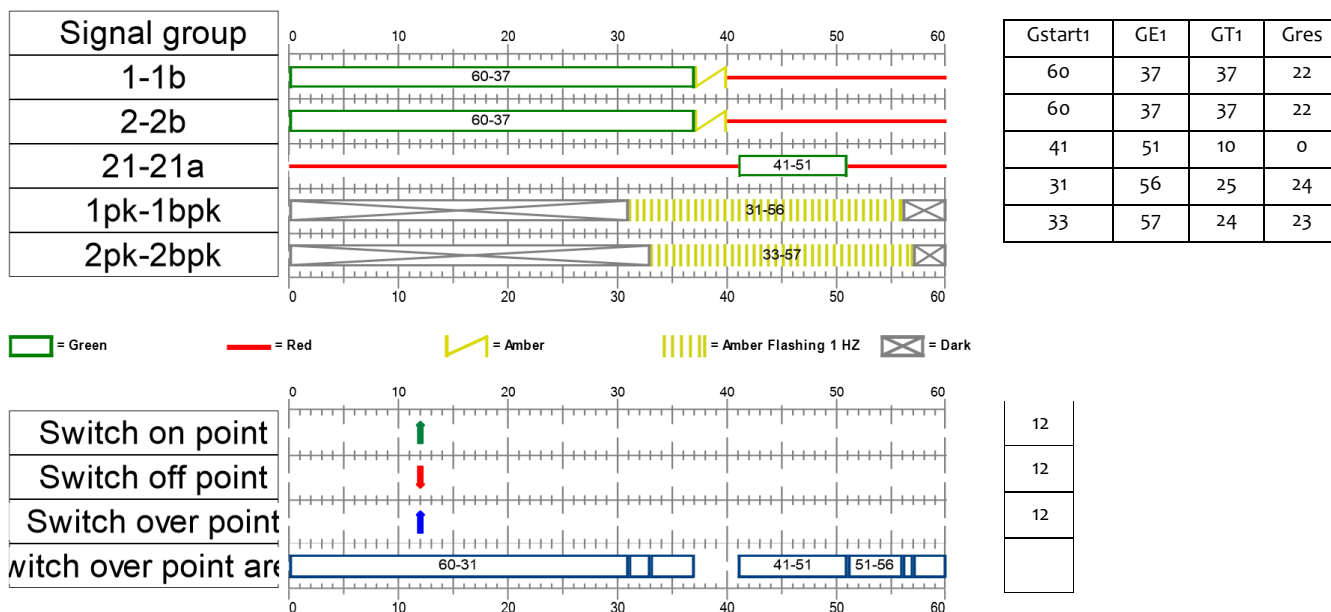 Signal group 0 10 20 30 40 50 60 Gstart1 GE1 GT1 Gres
1-1b 60-37 60 37 37 22
2-2b 60-37 60 37 37 22
21-21a 41-51 41 51 10 0
1pk-1bpk 31-56 31 56 25 24
2pk-2bpk 33-57 33 57 24 23
0 10 20 30 40 50 60
= Green = Red = Amber = Amber Flashing 1 HZ = Dark
0 10 20 30 40 50 60
Switch on point 12
Switch off point 12
Switch over point 12
witch over point are 60-31 41-51 51-56
0 10 20 30 40 50 60